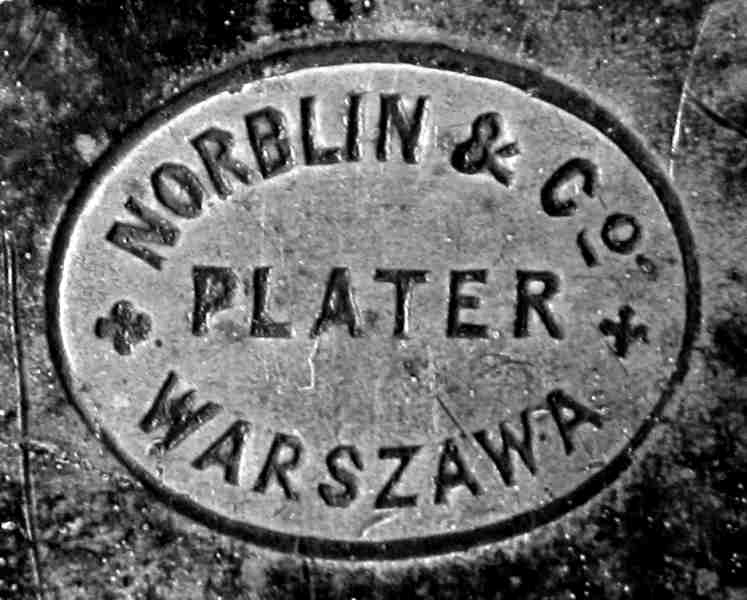 NORBLIN & Co.
PLATER
WARSZAWA